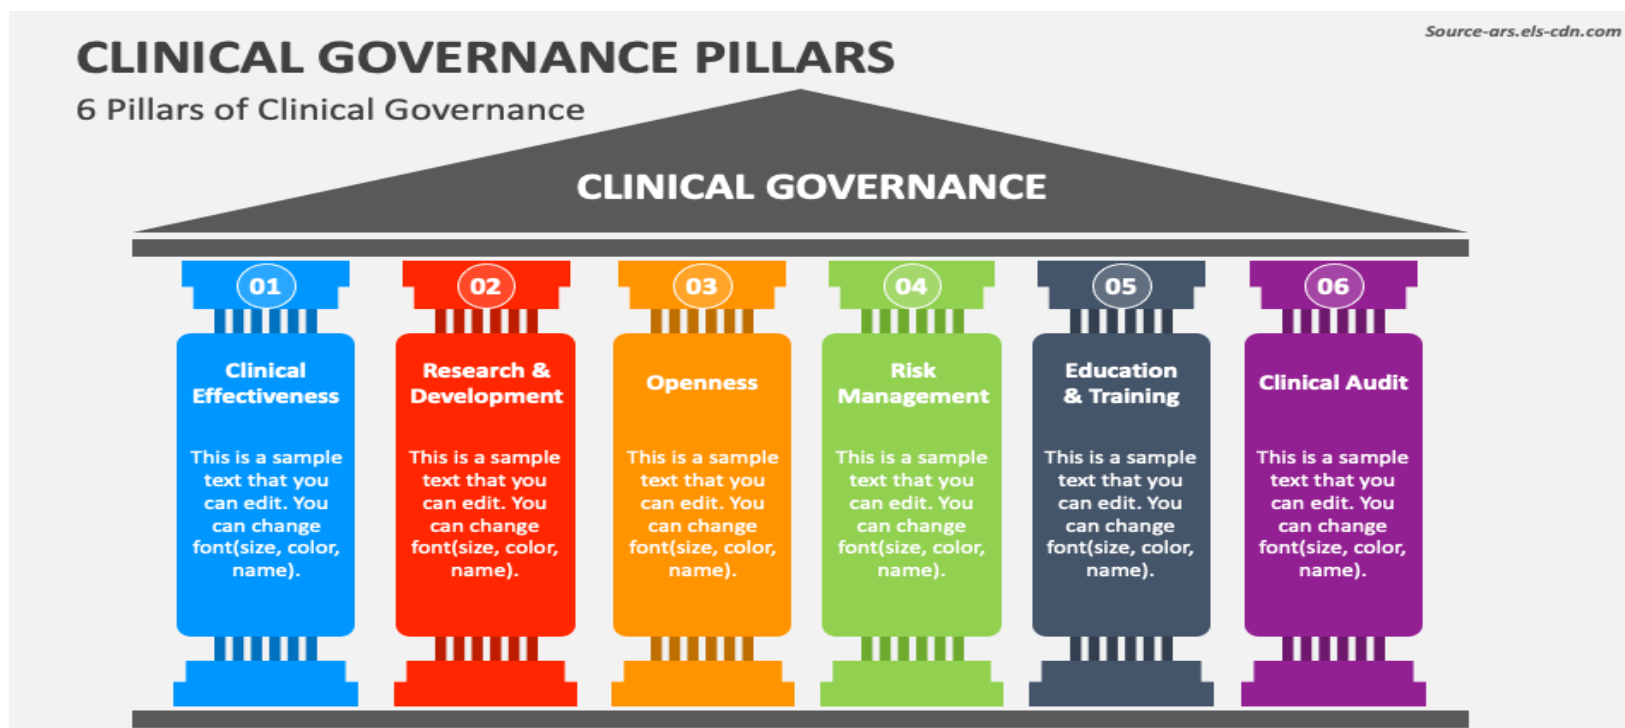 Source-ars.els-cdn.com
CLINICAL GOVERNANCE PILLARS
6 Pillars of Clinical Governance
CLINICAL GOVERNANCE
01
Clinical
Effectiveness
This is a sample
text that you
can edit. You
can change
font(size, color,
name).
02
Research &
Development
This is a sample
text that you
can edit. You
can change
font(size, color,
name).
03
Openness
This is a sample
text that you
can edit. You
can change
font(size, color,
name).
04
Risk
Management
This is a sample
text that you
can edit. You
can change
font(size, color,
name).
05
Education
& Training
This is a sample
text that you
can edit. You
can change
font(size, color,
name).
06
Clinical Audit
This is a sample
text that you
can edit. You
can change
font(size, color,
name).